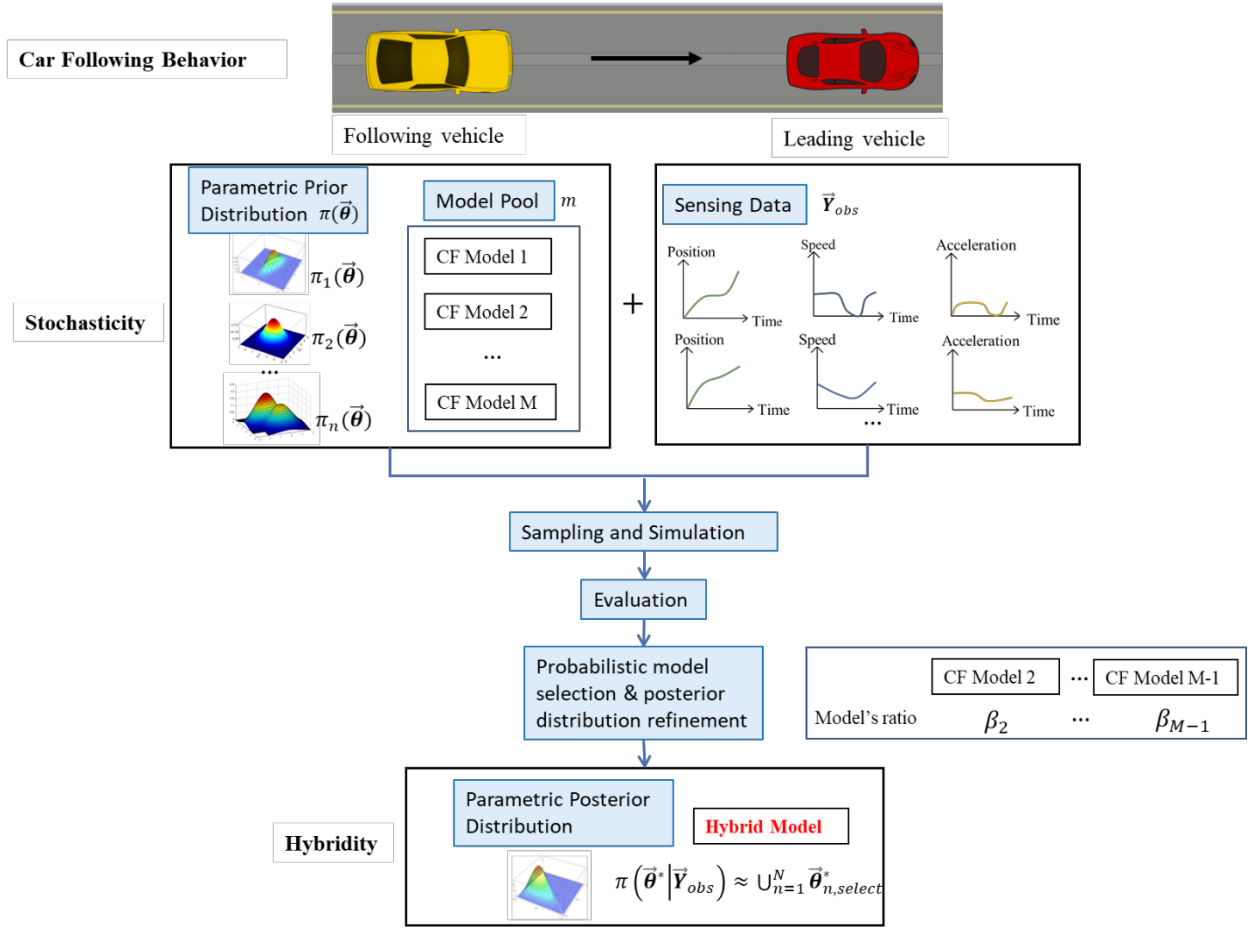 Car Following Behavior
Following vehicle
Leading vehicle
Stochasticity
Parametric Prior
Distribution π(θ⃗)
π₁(θ⃗)
π₂(θ⃗)
...
πₙ(θ⃗)
Model Pool m
CF Model 1
CF Model 2
...
CF Model M
+
Sensing Data Y⃗obs
Position
Time
Speed
Time
Acceleration
Time
Position
Time
Speed
Time
Acceleration
Time
...
Sampling and Simulation
Evaluation
Probabilistic model
selection & posterior
distribution refinement
CF Model 2 ... CF Model M-1
Model's ratio β₂ ... β_{M−1}
Hybridity
Parametric Posterior
Distribution
Hybrid Model
π(θ⃗*|Y⃗obs) ≈ ⋃_{n=1}^{N} θ⃗*_{n,select}